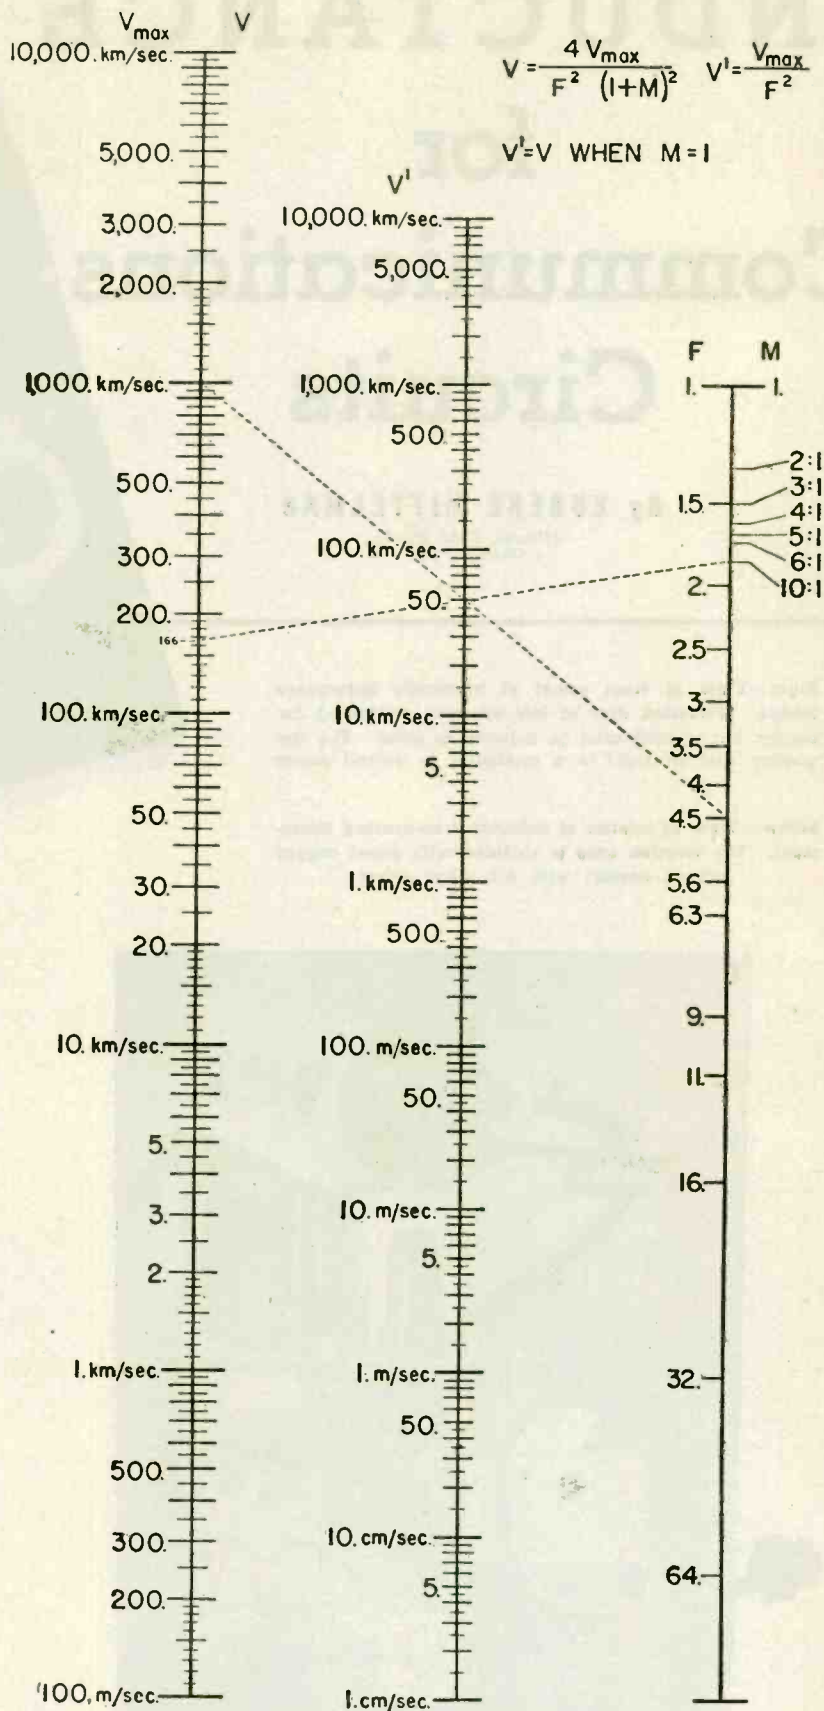 V_max V
10,000. km/sec.
5,000.
3,000.
2,000.
1,000. km/sec.
500.
300.
200.
166
100. km/sec.
50.
30.
20.
10. km/sec.
5.
3.
2.
1. km/sec.
500.
300.
200.
100, m/sec.
V = 4 V_max / F² (1+M)² V' = V_max / F²
V'=V WHEN M=1
V'
10,000. km/sec.
5,000.
1,000. km/sec.
500.
100. km/sec.
50.
10. km/sec.
5.
1. km/sec.
500.
100. m/sec.
50.
10. m/sec.
5.
1. m/sec.
50.
10. cm/sec.
5.
1. cm/sec.
F M
1. 1.
2:1
1.5 3:1
4:1
5:1
6:1
2. 10:1
2.5
3.
3.5
4.
4.5
5.6
6.3
9.
11.
16.
32.
64.
for
Communications
Circuits